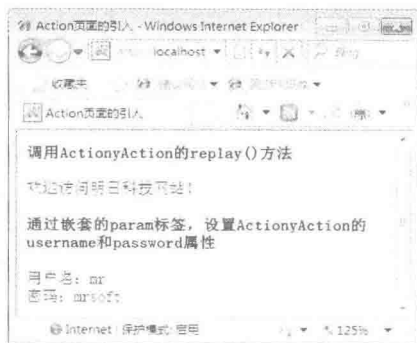 Action页面的引入 - Windows Internet Explorer
localhost
Bing
收藏夹
Action页面的引入
调用ActionyAction的replay()方法
欢迎访问明日科技网站！
通过嵌套的param标签，设置ActionyAction的
username和password属性
用户名：mr
密码：mrsoft
Internet | 保护模式: 启用
125%